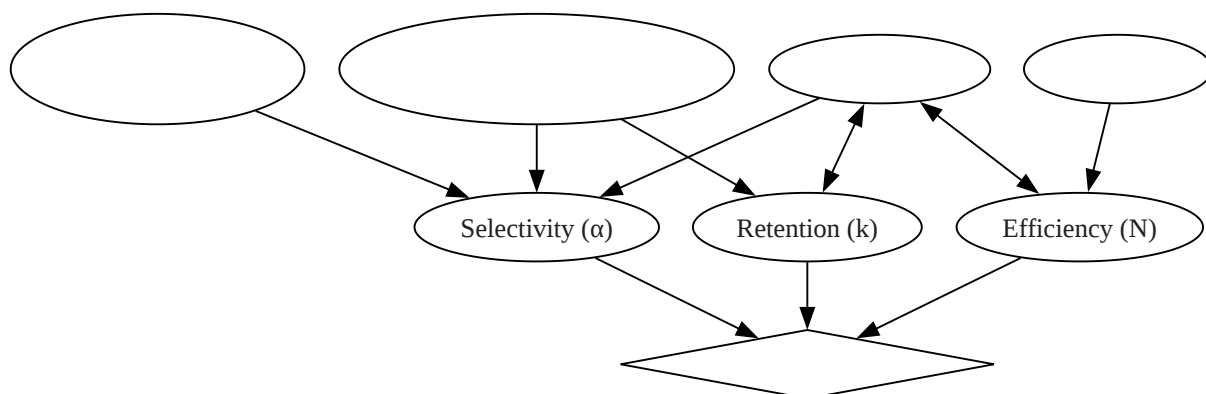 Selectivity (α)
Retention (k)
Efficiency (N)